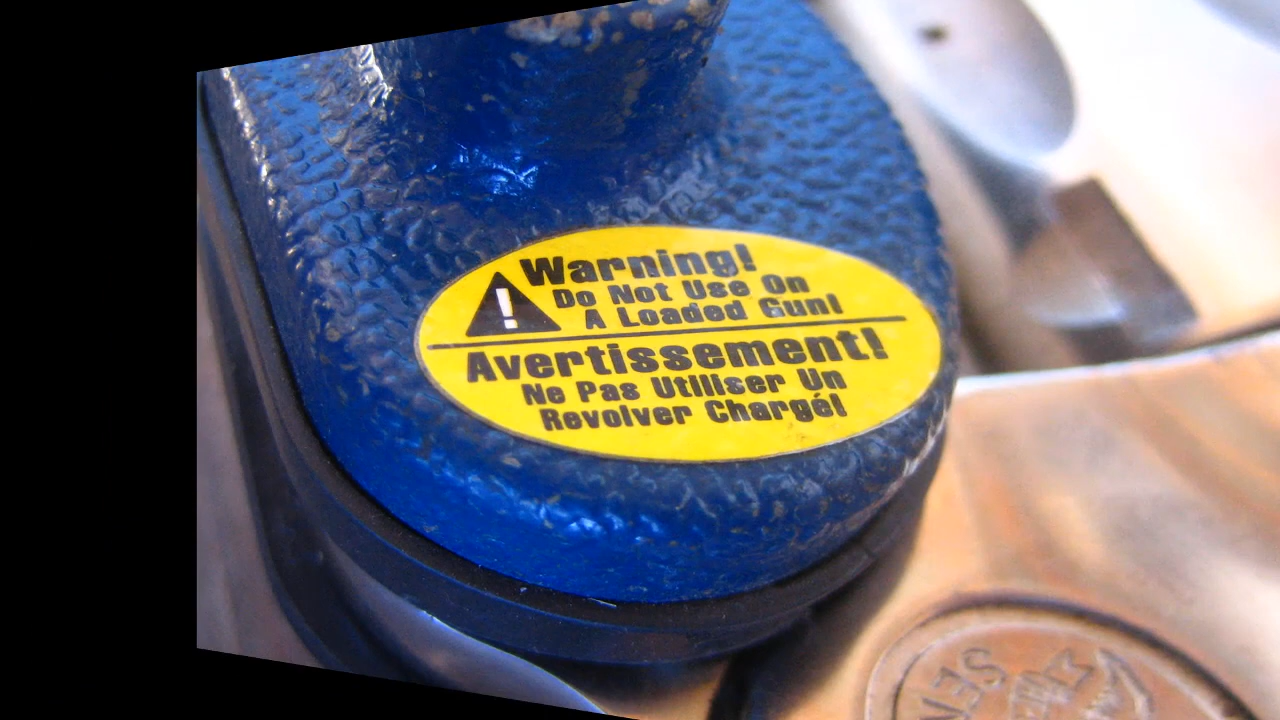 Warning!
Do Not Use On
A Loaded Gun!
Avertissement!
Ne Pas Utiliser Un
Revolver Chargé!